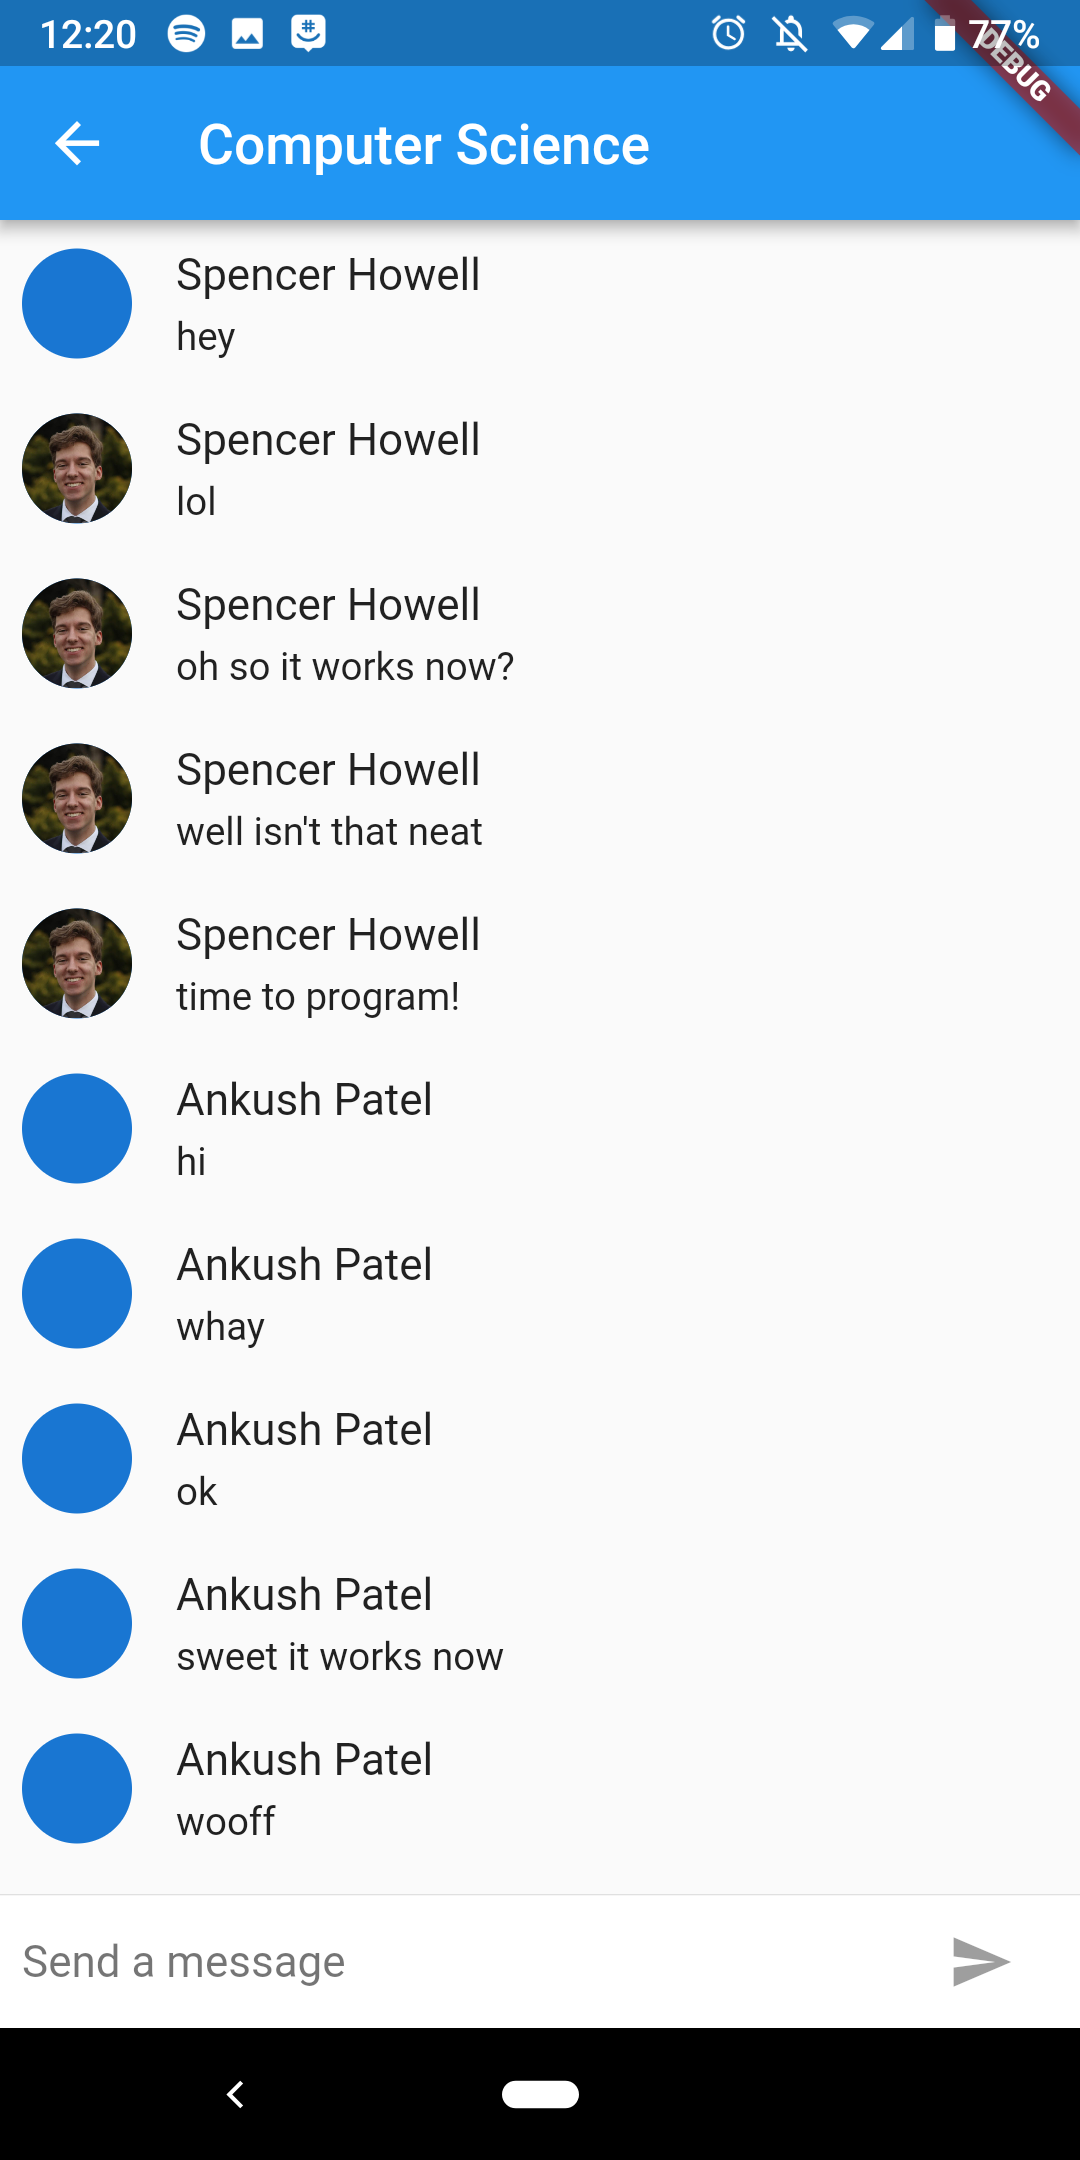 12:20
77%
DEBUG
Computer Science
Spencer Howell
hey
Spencer Howell
lol
Spencer Howell
oh so it works now?
Spencer Howell
well isn't that neat
Spencer Howell
time to program!
Ankush Patel
hi
Ankush Patel
whay
Ankush Patel
ok
Ankush Patel
sweet it works now
Ankush Patel
wooff
Send a message